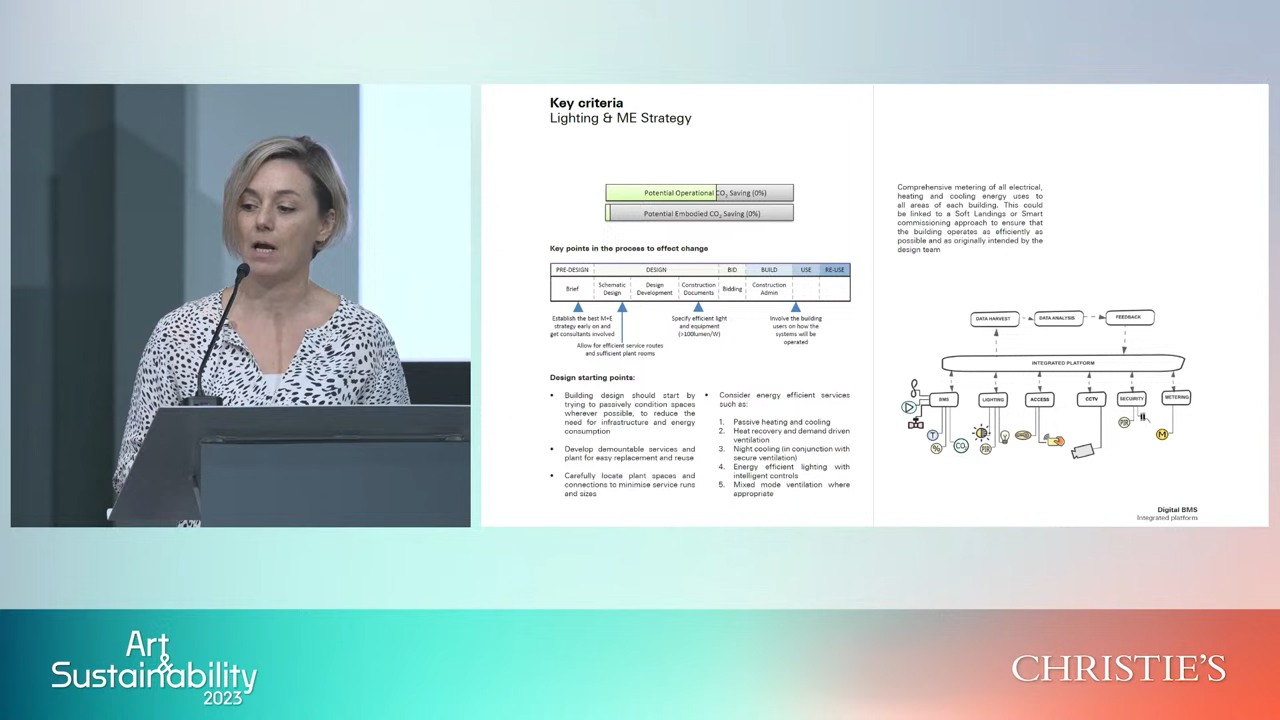 Key criteria
Lighting & ME Strategy
Potential Operational CO₂ Saving (0%)
Potential Embodied CO₂ Saving (0%)
Key points in the process to effect change
PRE-DESIGN DESIGN BID BUILD USE RE-USE
Brief Schematic Design Design Development Construction Documents Bidding Construction Admin
Establish the best M+E
strategy early on and
get consultants involved
Allow for efficient service routes
and sufficient plant rooms
Specify efficient light
and equipment
(>100lumen/W)
Involve the building
users on how the
systems will be
operated
Design starting points:
• Building design should start by
trying to passively condition spaces
wherever possible, to reduce the
need for infrastructure and energy
consumption
• Develop demountable services and
plant for easy replacement and reuse
• Carefully locate plant spaces and
connections to minimise service runs
and sizes
• Consider energy efficient services
such as:
1. Passive heating and cooling
2. Heat recovery and demand driven
ventilation
3. Night cooling (in conjunction with
secure ventilation)
4. Energy efficient lighting with
intelligent controls
5. Mixed mode ventilation where
appropriate
Comprehensive metering of all electrical,
heating and cooling energy uses to
all areas of each building. This could
be linked to a Soft Landings or Smart
commissioning approach to ensure that
the building operates as efficiently as
possible and as originally intended by the
design team
DATA HARVEST DATA ANALYSIS FEEDBACK
INTEGRATED PLATFORM
BMS LIGHTING ACCESS CCTV SECURITY METERING
T % CO₂ PIR PIR M
Digital BMS
Integrated platform
Art
&
Sustainability
2023
CHRISTIE'S